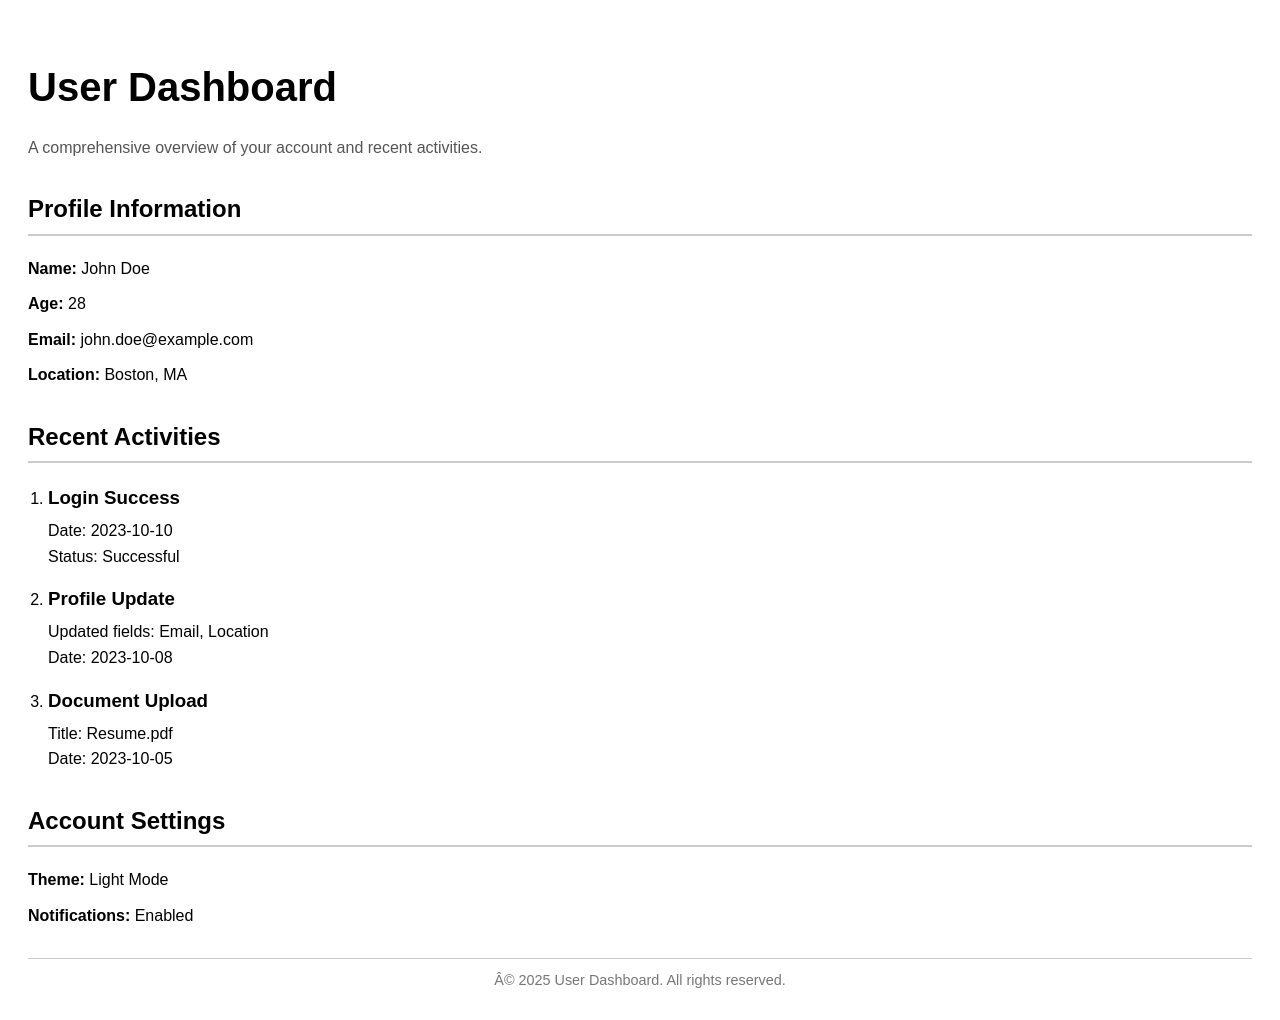 User Dashboard
A comprehensive overview of your account and recent activities.
Profile Information
Name: John Doe
Age: 28
Email: john.doe@example.com
Location: Boston, MA
Recent Activities
1. Login Success
Date: 2023-10-10
Status: Successful
2. Profile Update
Updated fields: Email, Location
Date: 2023-10-08
3. Document Upload
Title: Resume.pdf
Date: 2023-10-05
Account Settings
Theme: Light Mode
Notifications: Enabled
Â© 2025 User Dashboard. All rights reserved.